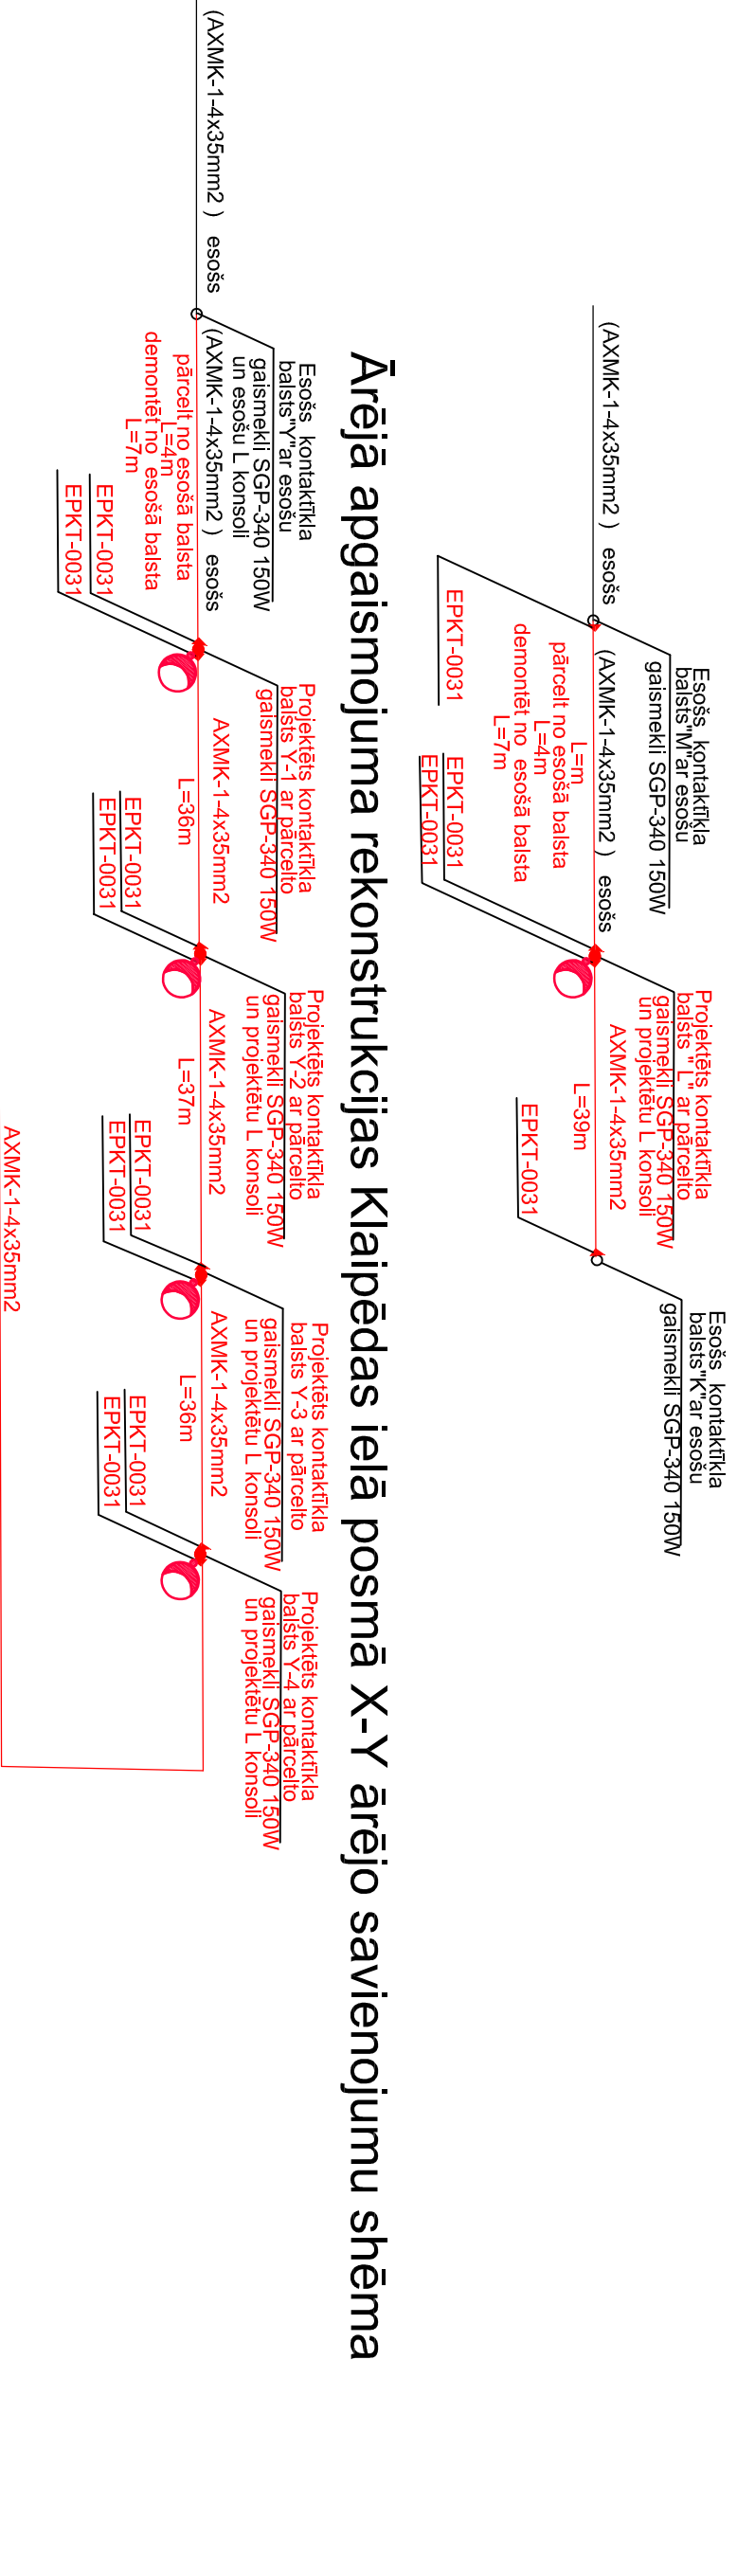 (AXMK-1-4x35mm2 )   esošs
Esošs  kontaktīkla
balsts"M"ar esošu
gaismekli SGP-340 150W
(AXMK-1-4x35mm2 )   esošs
L=m
pārcelt no esošā balsta
L=4m
demontēt no  esošā balsta
L=7m
EPKT-0031
EPKT-0031
EPKT-0031
Projektēts kontaktīkla
balsts " L" ar pārcelto
gaismekli SGP-340 150W
un projektētu L konsoli
AXMK-1-4x35mm2
L=39m
EPKT-0031
Esošs  kontaktīkla
balsts"K"ar esošu
gaismekli SGP-340 150W
Ārējā apgaismojuma rekonstrukcijas Klaipēdas ielā posmā X-Y ārējo savienojumu shēma
(AXMK-1-4x35mm2 )   esošs
Esošs  kontaktīkla
balsts"Y"ar esošu
gaismekli SGP-340 150W
un esošu L konsoli
(AXMK-1-4x35mm2 )   esošs
pārcelt no esošā balsta
L=4m
demontēt no  esošā balsta
L=7m
EPKT-0031
EPKT-0031
Projektēts kontaktīkla
balsts Y-1 ar pārcelto
gaismekli SGP-340 150W
AXMK-1-4x35mm2
L=36m
EPKT-0031
EPKT-0031
Projektēts kontaktīkla
balsts Y-2 ar pārcelto
gaismekli SGP-340 150W
un projektētu L konsoli
AXMK-1-4x35mm2
L=37m
EPKT-0031
EPKT-0031
Projektēts kontaktīkla
balsts Y-3 ar pārcelto
gaismekli SGP-340 150W
un projektētu L konsoli
AXMK-1-4x35mm2
L=36m
EPKT-0031
EPKT-0031
Projektēts kontaktīkla
balsts Y-4 ar pārcelto
gaismekli SGP-340 150W
un projektētu L konsoli
AXMK-1-4x35mm2